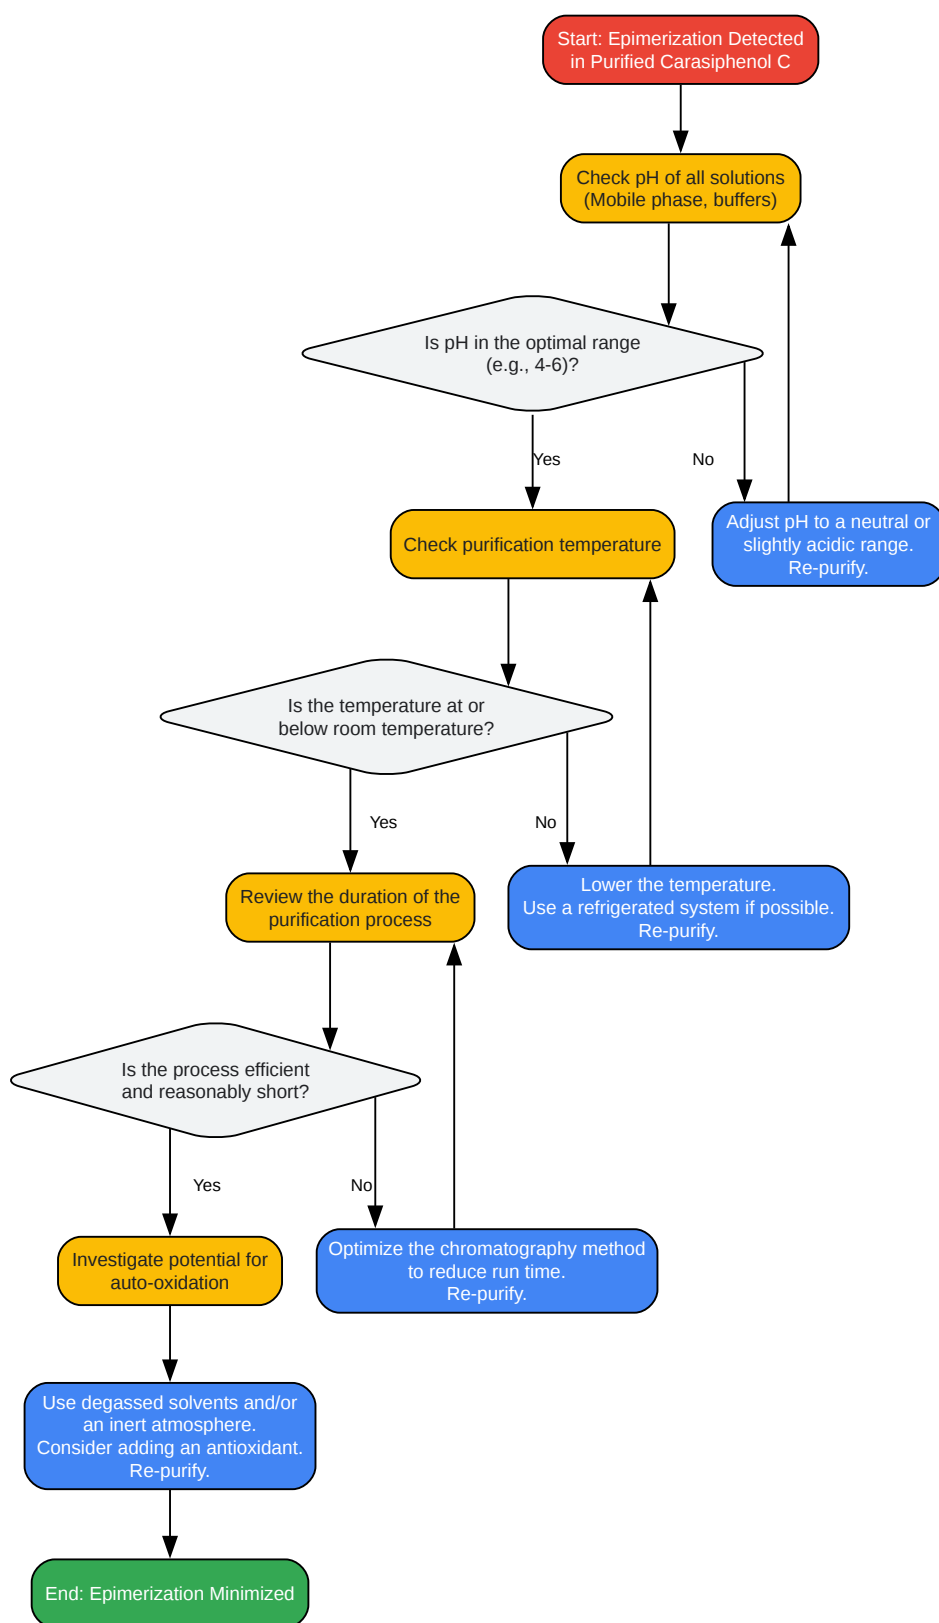 Start: Epimerization Detected
in Purified Carasiphenol C
Check pH of all solutions
(Mobile phase, buffers)
Is pH in the optimal range
(e.g., 4-6)?
Yes
No
Adjust pH to a neutral or
slightly acidic range.
Re-purify.
Check purification temperature
Is the temperature at or
below room temperature?
Yes
No
Lower the temperature.
Use a refrigerated system if possible.
Re-purify.
Review the duration of the
purification process
Is the process efficient
and reasonably short?
Yes
No
Optimize the chromatography method
to reduce run time.
Re-purify.
Investigate potential for
auto-oxidation
Use degassed solvents and/or
an inert atmosphere.
Consider adding an antioxidant.
Re-purify.
End: Epimerization Minimized